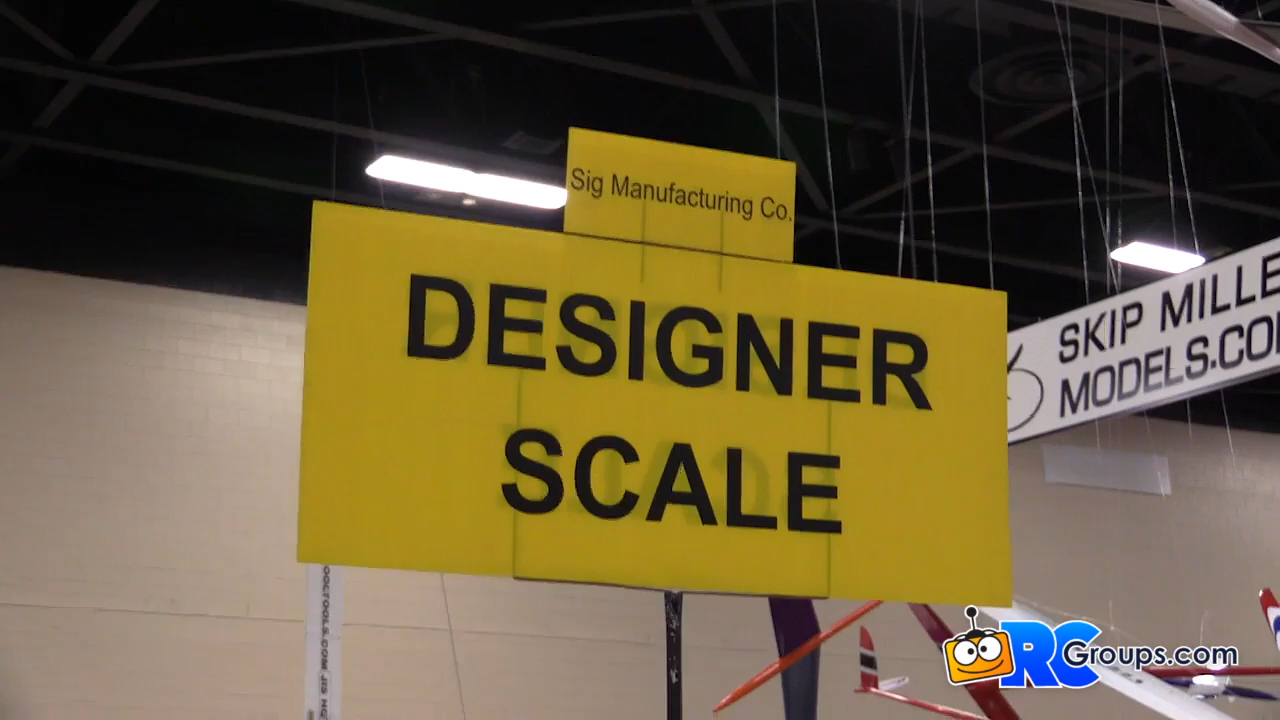 Sig Manufacturing Co.
DESIGNER
SCALE
SKIP MILLE
MODELS.CO
RCGroups.com